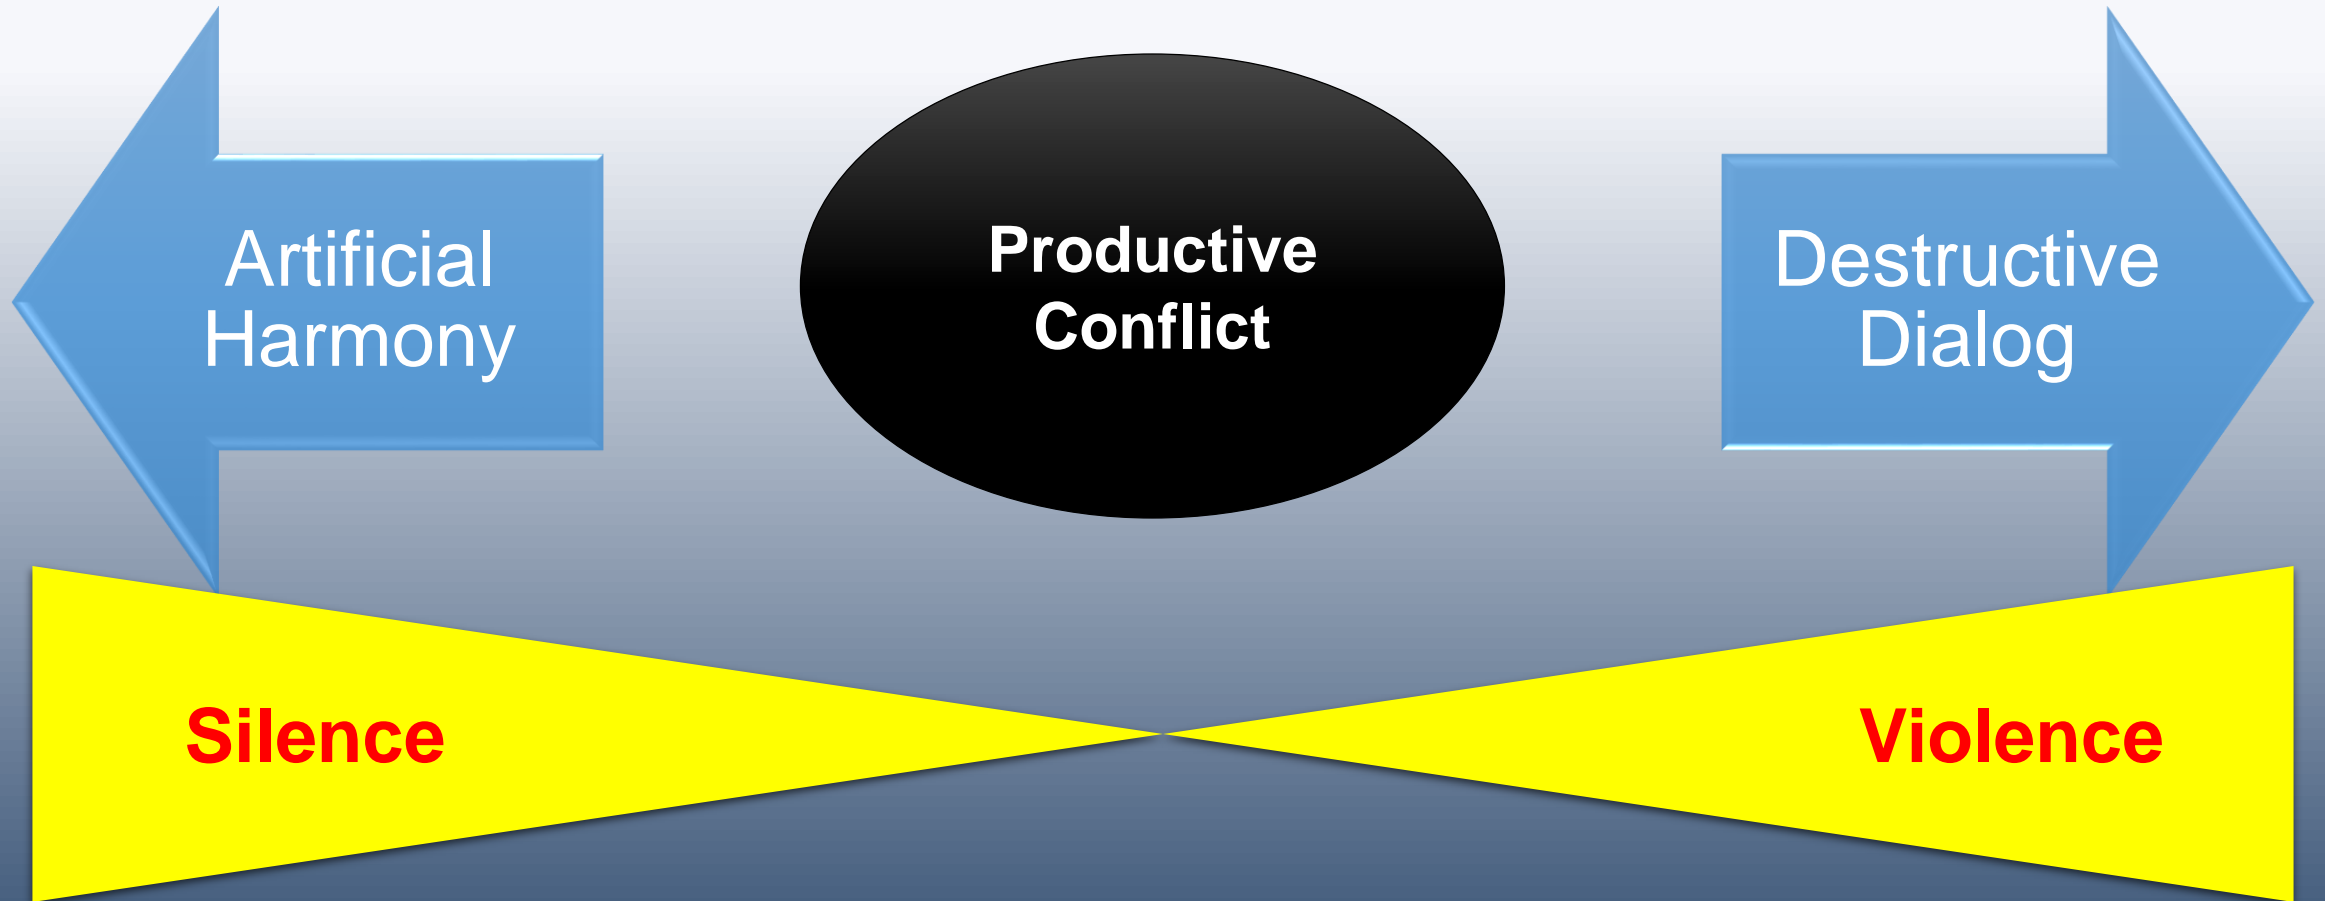 Artificial
Harmony
Productive
Conflict
Destructive
Dialog
Silence
Violence